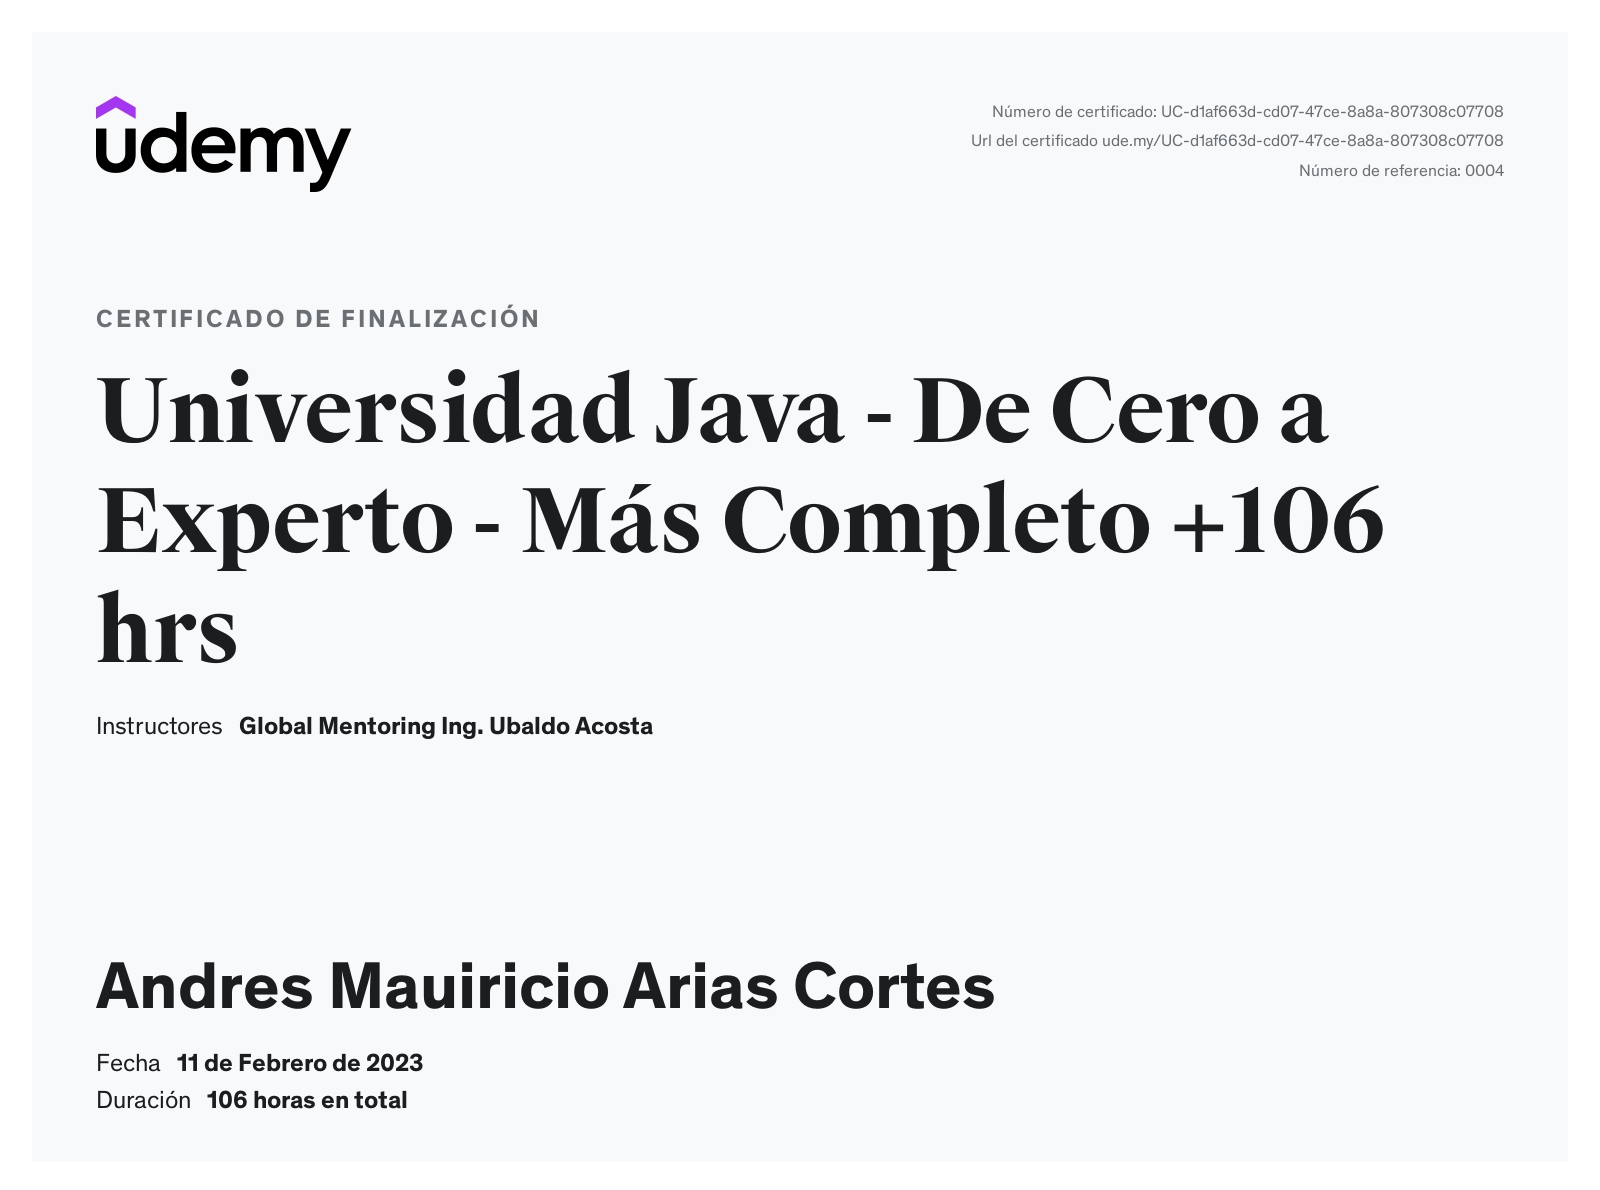 udemy
Número de certificado: UC-d1af663d-cd07-47ce-8a8a-807308c07708
Url del certificado ude.my/UC-d1af663d-cd07-47ce-8a8a-807308c07708
Número de referencia: 0004
CERTIFICADO DE FINALIZACIÓN
Universidad Java - De Cero a
Experto - Más Completo +106
hrs
Instructores Global Mentoring Ing. Ubaldo Acosta
Andres Mauiricio Arias Cortes
Fecha 11 de Febrero de 2023
Duración 106 horas en total